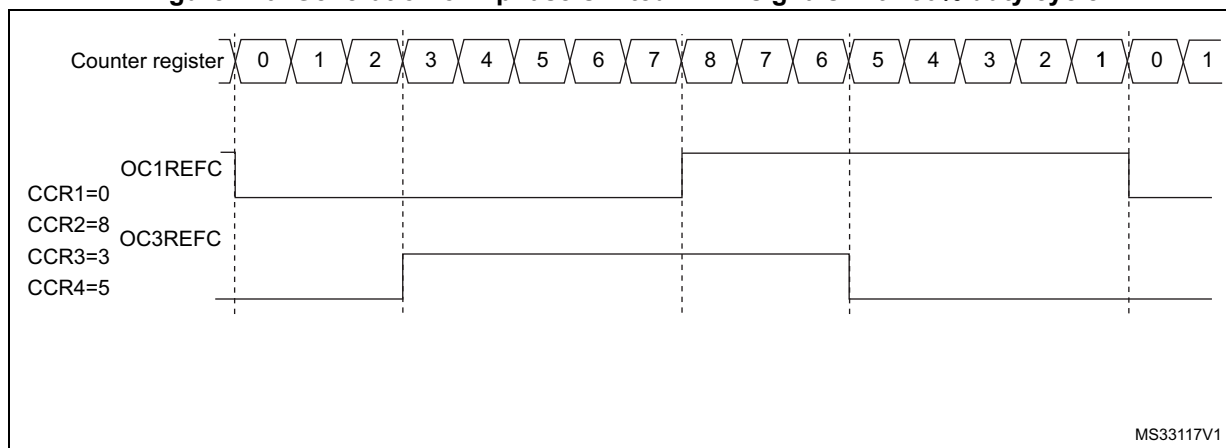 Counter register 0 1 2 3 4 5 6 7 8 7 6 5 4 3 2 1 0 1
OC1REFC
CCR1=0
CCR2=8
OC3REFC
CCR3=3
CCR4=5
MS33117V1